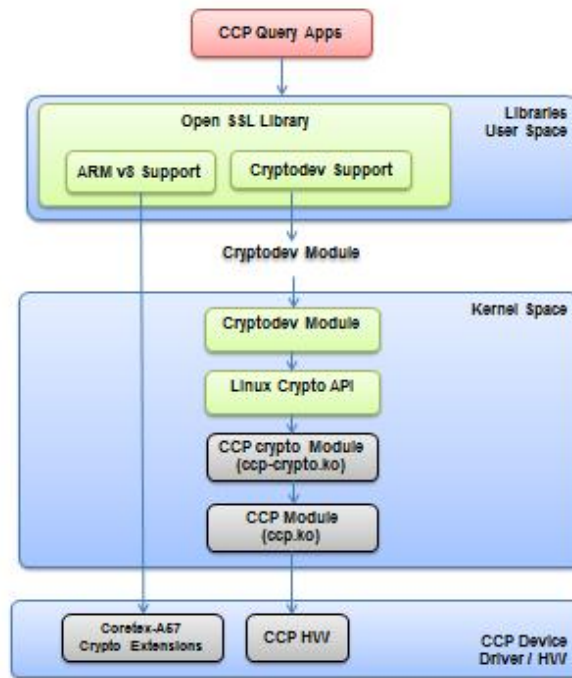 CCP Query Apps
Libraries
User Space
Open SSL Library
ARM v8 Support
Cryptodev Support
Cryptodev Module
Kernel Space
Cryptodev Module
Linux Crypto API
CCP crypto Module
(ccp-crypto.ko)
CCP Module
(ccp.ko)
Coretex-A57
Crypto Extensions
CCP HW
CCP Device
Driver / HW